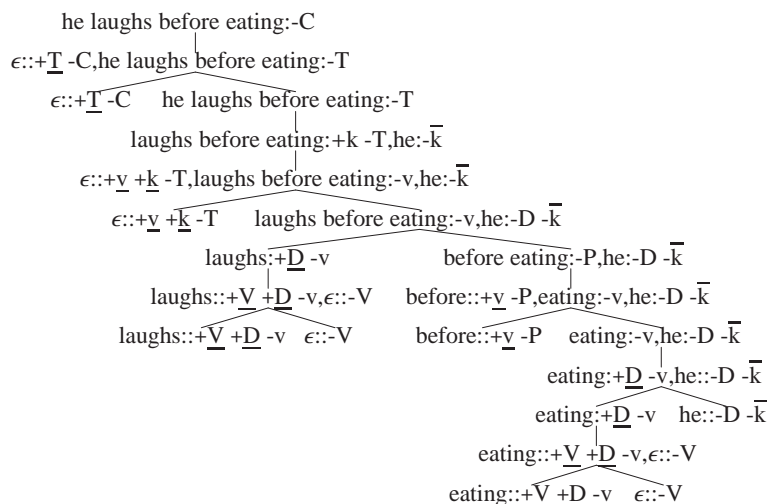 he laughs before eating:-C
ϵ::+T -C,he laughs before eating:-T
ϵ::+T -C he laughs before eating:-T
laughs before eating:+k -T,he:-k
ϵ::+v +k -T,laughs before eating:-v,he:-k
ϵ::+v +k -T laughs before eating:-v,he:-D -k
laughs:+D -v before eating:-P,he:-D -k
laughs::+V +D -v,ϵ::-V before::+v -P,eating:-v,he:-D -k
laughs::+V +D -v ϵ::-V before::+v -P eating:-v,he:-D -k
eating:+D -v,he::-D -k
eating:+D -v he::-D -k
eating::+V +D -v,ϵ::-V
eating::+V +D -v ϵ::-V